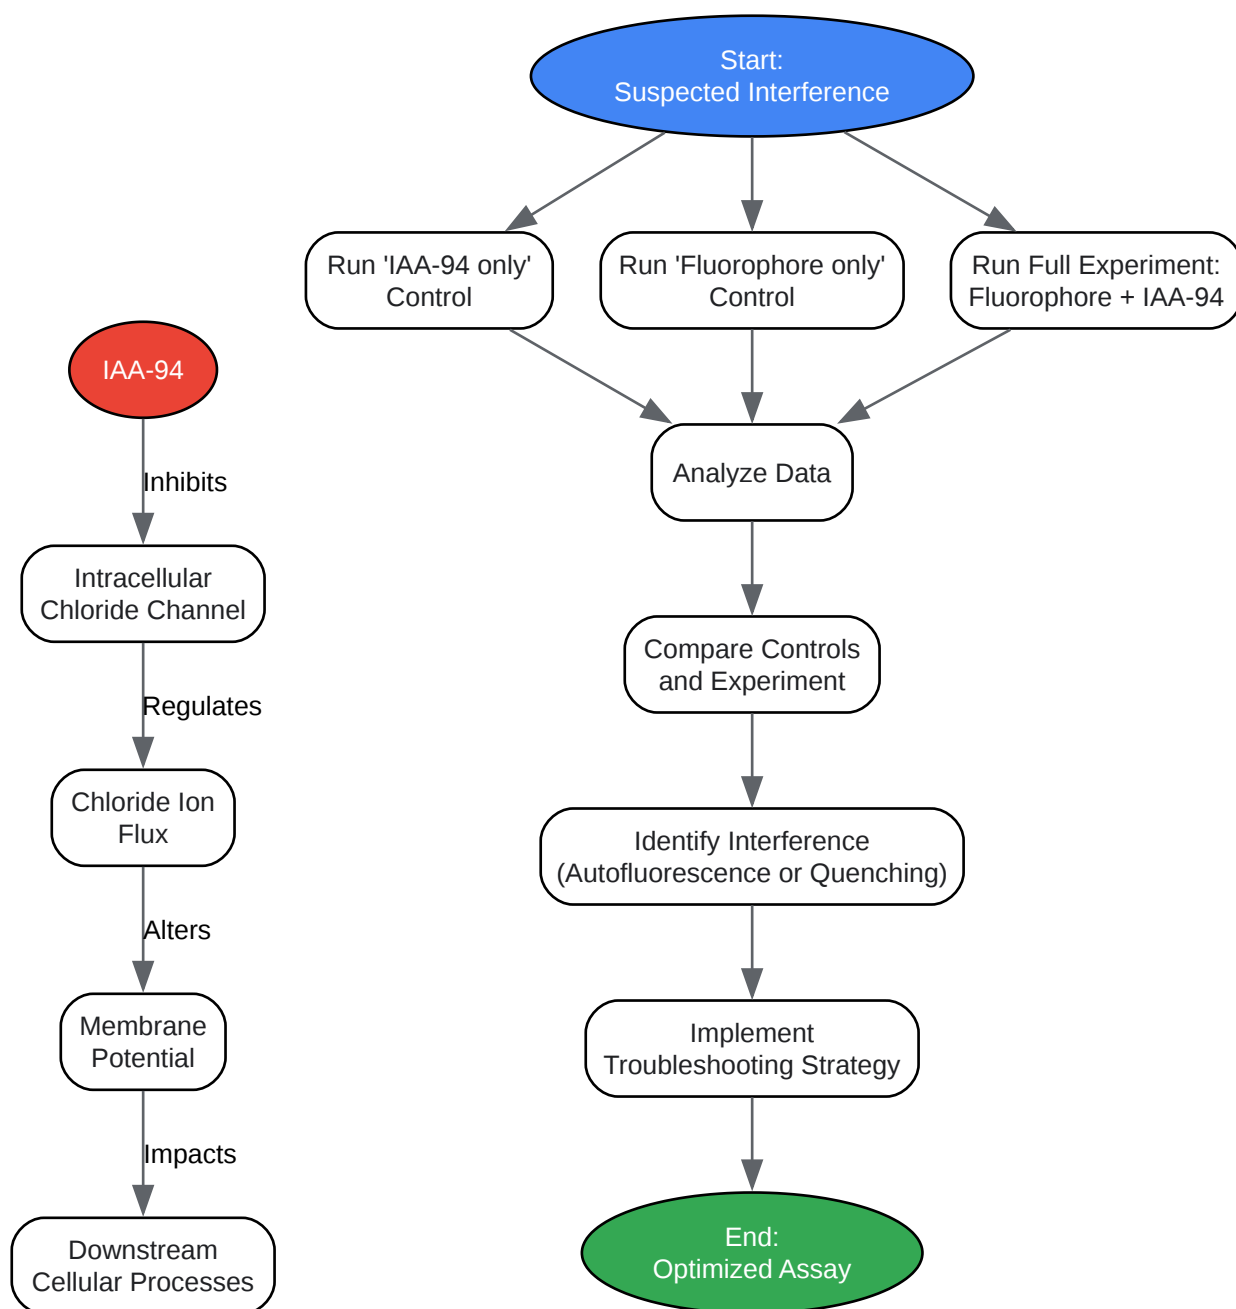 IAA-94
Inhibits
Intracellular
Chloride Channel
Regulates
Chloride Ion
Flux
Alters
Membrane
Potential
Impacts
Downstream
Cellular Processes
Start:
Suspected Interference
Run 'IAA-94 only'
Control
Run 'Fluorophore only'
Control
Run Full Experiment:
Fluorophore + IAA-94
Analyze Data
Compare Controls
and Experiment
Identify Interference
(Autofluorescence or Quenching)
Implement
Troubleshooting Strategy
End:
Optimized Assay